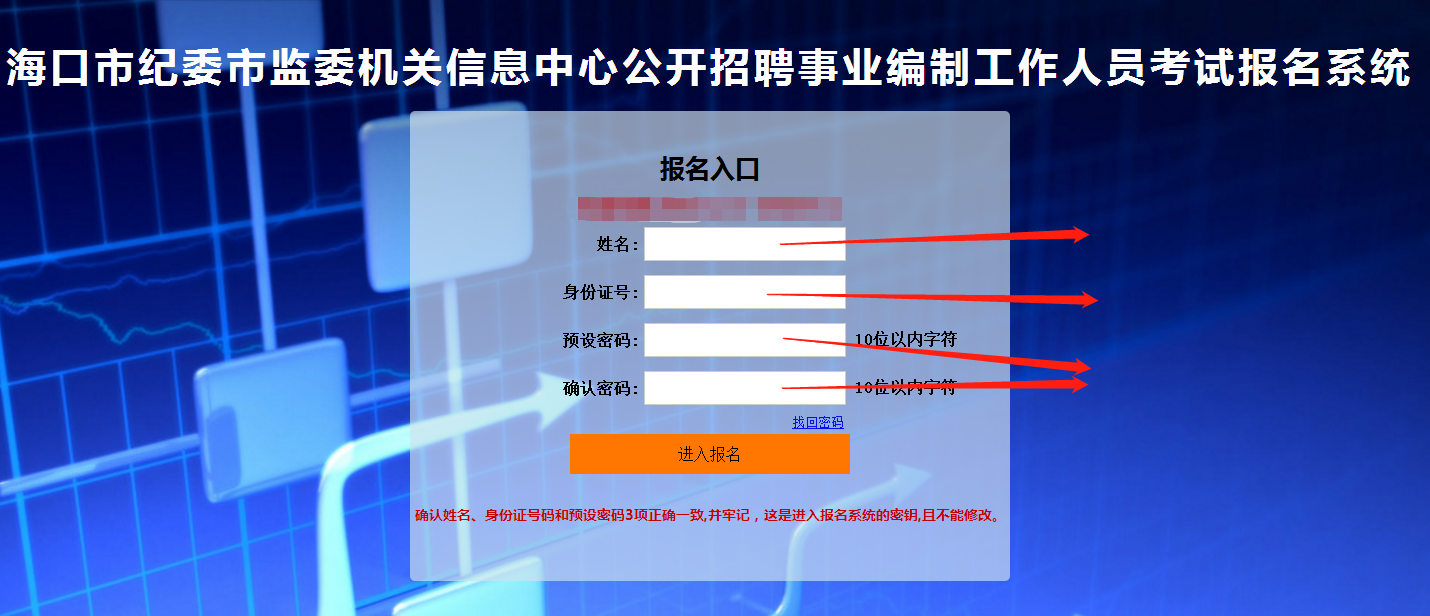 海口市纪委市监委机关信息中心公开招聘事业编制工作人员考试报名系统
报名入口
姓名：
身份证号：
预设密码： 10位以内字符
确认密码： 10位以内字符
找回密码
进入报名
确认姓名、身份证号码和预设密码3项正确一致,并牢记，这是进入报名系统的密钥,且不能修改。